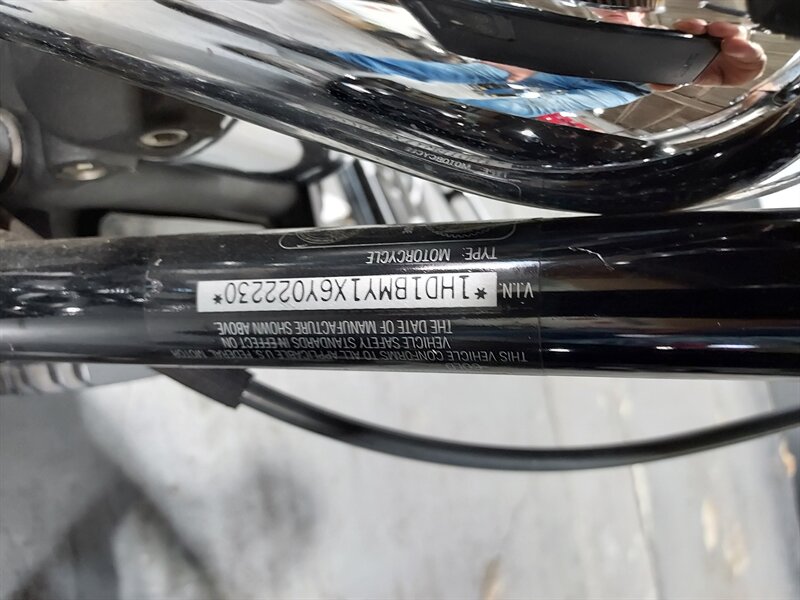 THIS VEHICLE CONFORMS TO ALL APPLICABLE U.S FEDERAL MOTOR
VEHICLE SAFETY STANDARDS IN EFFECT ON
THE DATE OF MANUFACTURE SHOWN ABOVE.
V.I.N. *1HD1BMY1X6Y022230*
TYPE: MOTORCYCLE